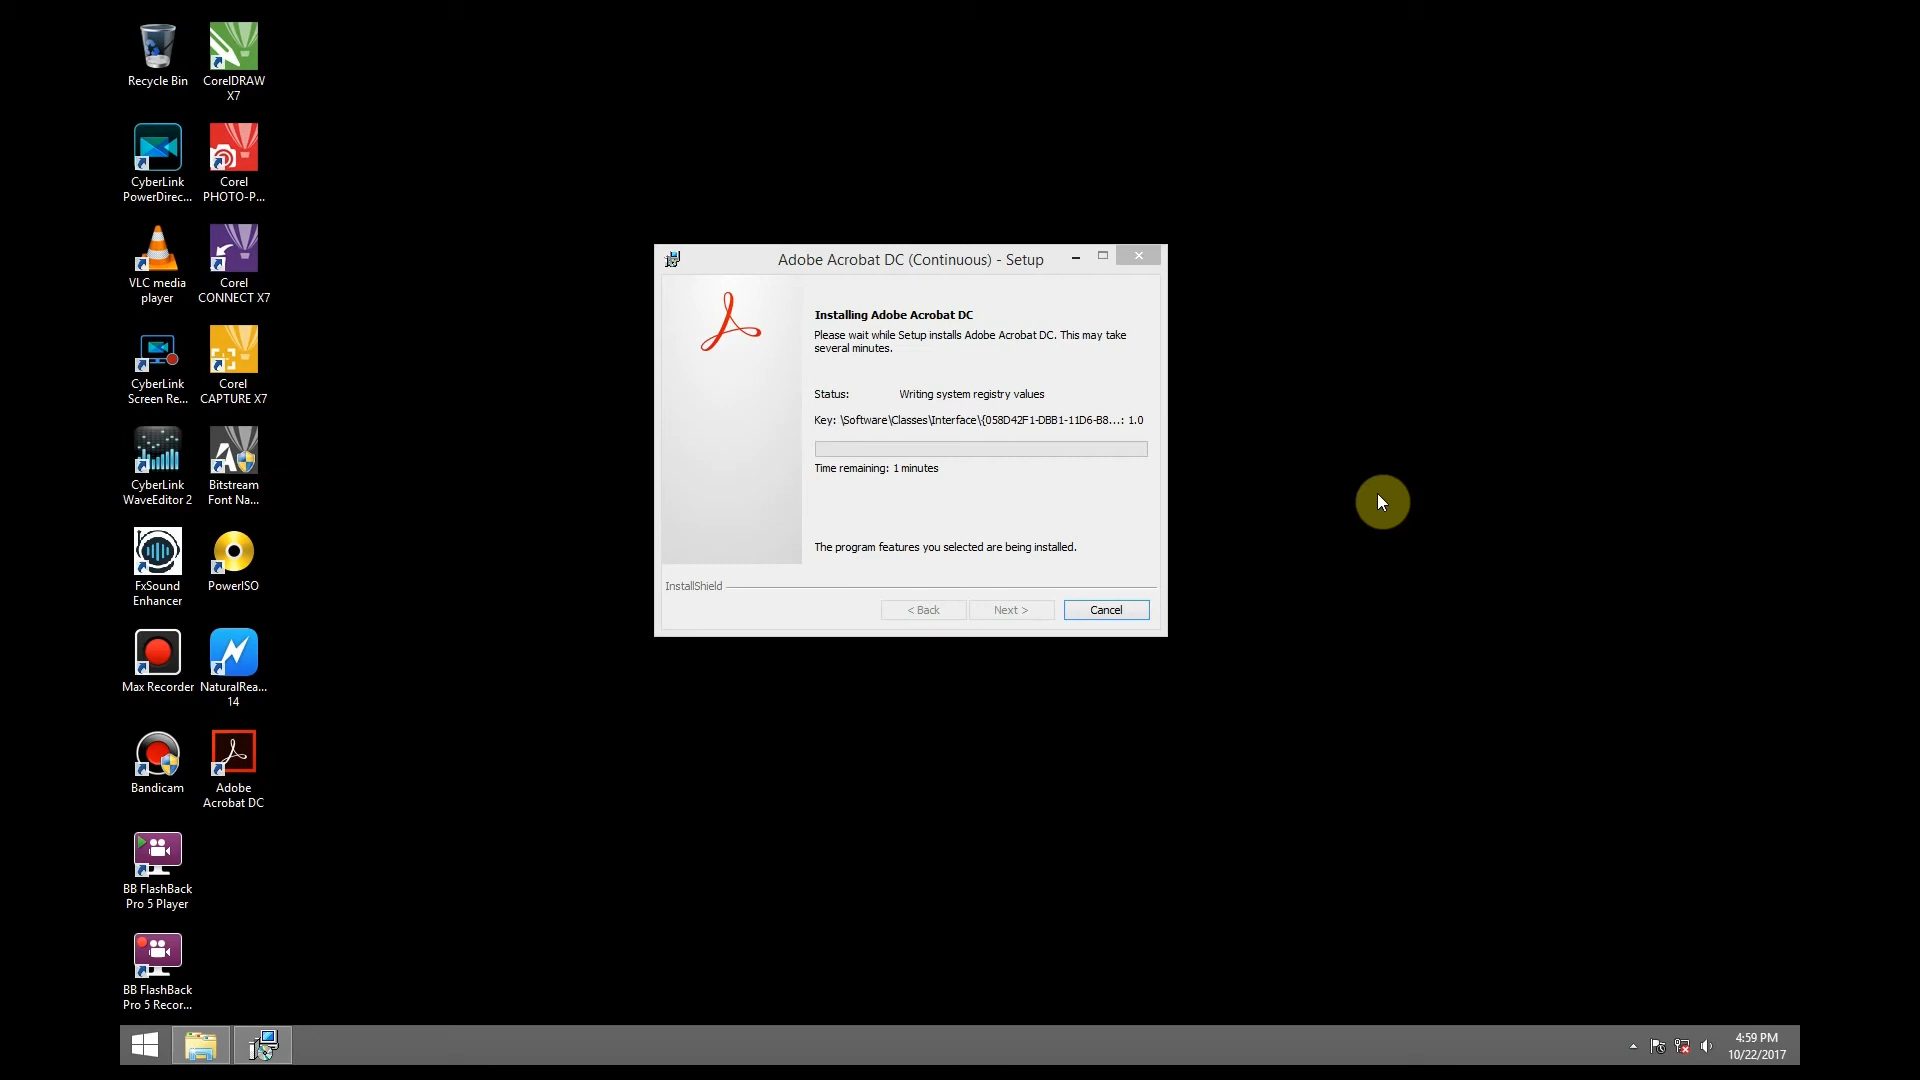 Recycle Bin
CorelDRAW
X7
CyberLink
PowerDirec...
Corel
PHOTO-P...
VLC media
player
Corel
CONNECT X7
CyberLink
Screen Re...
Corel
CAPTURE X7
CyberLink
WaveEditor 2
Bitstream
Font Na...
FxSound
Enhancer
PowerISO
Max Recorder
NaturalRea...
14
Bandicam
Adobe
Acrobat DC
BB FlashBack
Pro 5 Player
BB FlashBack
Pro 5 Recor...
Adobe Acrobat DC (Continuous) - Setup
Installing Adobe Acrobat DC
Please wait while Setup installs Adobe Acrobat DC. This may take
several minutes.
Status: Writing system registry values
Key: \Software\Classes\Interface\{058D42F1-DBB1-11D6-B8...: 1.0
Time remaining: 1 minutes
The program features you selected are being installed.
InstallShield
< Back
Next >
Cancel
4:59 PM
10/22/2017